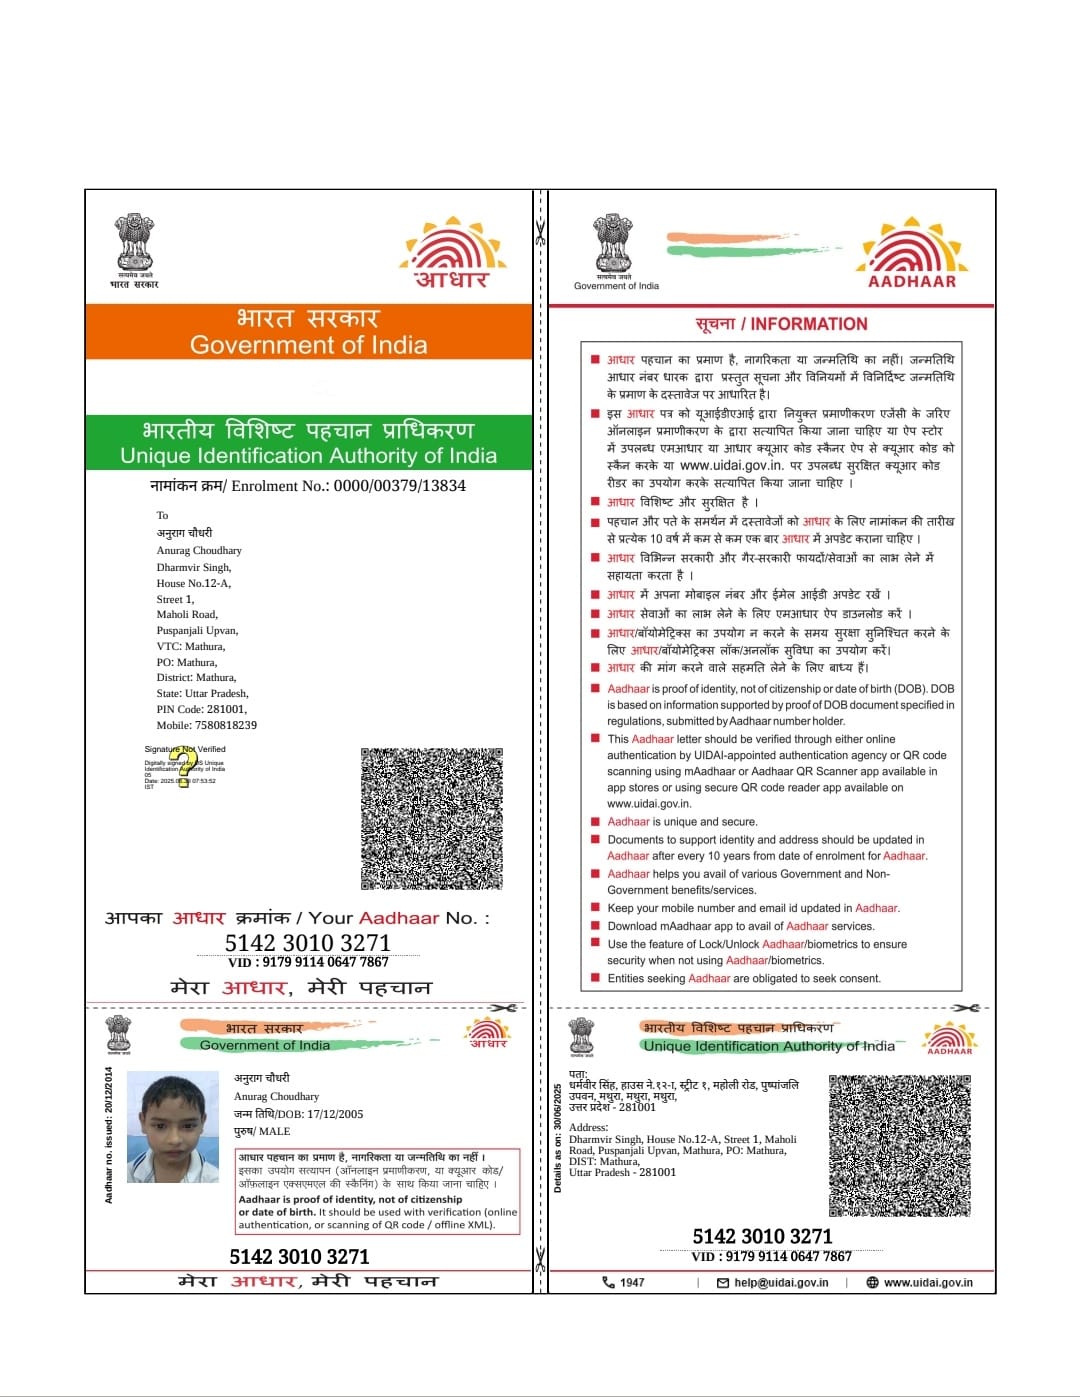 सत्यमेव जयते
भारत सरकार
आधार
भारत सरकार
Government of India
भारतीय विशिष्ट पहचान प्राधिकरण
Unique Identification Authority of India
नामांकन क्रम/ Enrolment No.: 0000/00379/13834
To
अनुराग चौधरी
Anurag Choudhary
Dharmvir Singh,
House No.12-A,
Street 1,
Maholi Road,
Puspanjali Upvan,
VTC: Mathura,
PO: Mathura,
District: Mathura,
State: Uttar Pradesh,
PIN Code: 281001,
Mobile: 7580818239
Signature Not Verified
Digitally signed by DS Unique
Identification Authority of India
05
Date: 2025. 07:53:52
IST
आपका आधार क्रमांक / Your Aadhaar No. :
5142 3010 3271
VID : 9179 9114 0647 7867
मेरा आधार, मेरी पहचान
सत्यमेव जयते
Government of India
AADHAAR
सूचना / INFORMATION
आधार पहचान का प्रमाण है, नागरिकता या जन्मतिथि का नहीं। जन्मतिथि
आधार नंबर धारक द्वारा प्रस्तुत सूचना और विनियमों में विनिर्दिष्ट जन्मतिथि
के प्रमाण के दस्तावेज पर आधारित है।
इस आधार पत्र को यूआईडीएआई द्वारा नियुक्त प्रमाणीकरण एजेंसी के जरिए
ऑनलाइन प्रमाणीकरण के द्वारा सत्यापित किया जाना चाहिए या ऐप स्टोर
में उपलब्ध एमआधार या आधार क्यूआर कोड स्कैनर ऐप से क्यूआर कोड को
स्कैन करके या www.uidai.gov.in. पर उपलब्ध सुरक्षित क्यूआर कोड
रीडर का उपयोग करके सत्यापित किया जाना चाहिए ।
आधार विशिष्ट और सुरक्षित है ।
पहचान और पते के समर्थन में दस्तावेजों को आधार के लिए नामांकन की तारीख
से प्रत्येक 10 वर्ष में कम से कम एक बार आधार में अपडेट कराना चाहिए ।
आधार विभिन्न सरकारी और गैर-सरकारी फायदों/सेवाओं का लाभ लेने में
सहायता करता है ।
आधार में अपना मोबाइल नंबर और ईमेल आईडी अपडेट रखें ।
आधार सेवाओं का लाभ लेने के लिए एमआधार ऐप डाउनलोड करें ।
आधार/बॉयोमेट्रिक्स का उपयोग न करने के समय सुरक्षा सुनिश्चित करने के
लिए आधार/बॉयोमेट्रिक्स लॉक/अनलॉक सुविधा का उपयोग करें।
आधार की मांग करने वाले सहमति लेने के लिए बाध्य हैं।
Aadhaar is proof of identity, not of citizenship or date of birth (DOB). DOB
is based on information supported by proof of DOB document specified in
regulations, submitted by Aadhaar number holder.
This Aadhaar letter should be verified through either online
authentication by UIDAI-appointed authentication agency or QR code
scanning using mAadhaar or Aadhaar QR Scanner app available in
app stores or using secure QR code reader app available on
www.uidai.gov.in.
Aadhaar is unique and secure.
Documents to support identity and address should be updated in
Aadhaar after every 10 years from date of enrolment for Aadhaar.
Aadhaar helps you avail of various Government and Non-
Government benefits/services.
Keep your mobile number and email id updated in Aadhaar.
Download mAadhaar app to avail of Aadhaar services.
Use the feature of Lock/Unlock Aadhaar/biometrics to ensure
security when not using Aadhaar/biometrics.
Entities seeking Aadhaar are obligated to seek consent.
भारत सरकार
Government of India
आधार
Aadhaar no. issued: 20/12/2014
अनुराग चौधरी
Anurag Choudhary
जन्म तिथि/DOB: 17/12/2005
पुरुष/ MALE
आधार पहचान का प्रमाण है, नागरिकता या जन्मतिथि का नहीं ।
इसका उपयोग सत्यापन (ऑनलाइन प्रमाणीकरण, या क्यूआर कोड/
ऑफ़लाइन एक्सएमएल की स्कैनिंग) के साथ किया जाना चाहिए ।
Aadhaar is proof of identity, not of citizenship
or date of birth. It should be used with verification (online
authentication, or scanning of QR code / offline XML).
5142 3010 3271
मेरा आधार, मेरी पहचान
भारतीय विशिष्ट पहचान प्राधिकरण
Unique Identification Authority of India
AADHAAR
Details as on: 30/06/2025
पता:
धर्मवीर सिंह, हाउस ने.१२-ा, स्ट्रीट १, महोली रोड, पुष्पांजलि
उपवन, मथुरा, मथुरा, मथुरा,
उत्तर प्रदेश - 281001
Address:
Dharmvir Singh, House No.12-A, Street 1, Maholi
Road, Puspanjali Upvan, Mathura, PO: Mathura,
DIST: Mathura,
Uttar Pradesh - 281001
5142 3010 3271
VID : 9179 9114 0647 7867
1947 | help@uidai.gov.in | www.uidai.gov.in